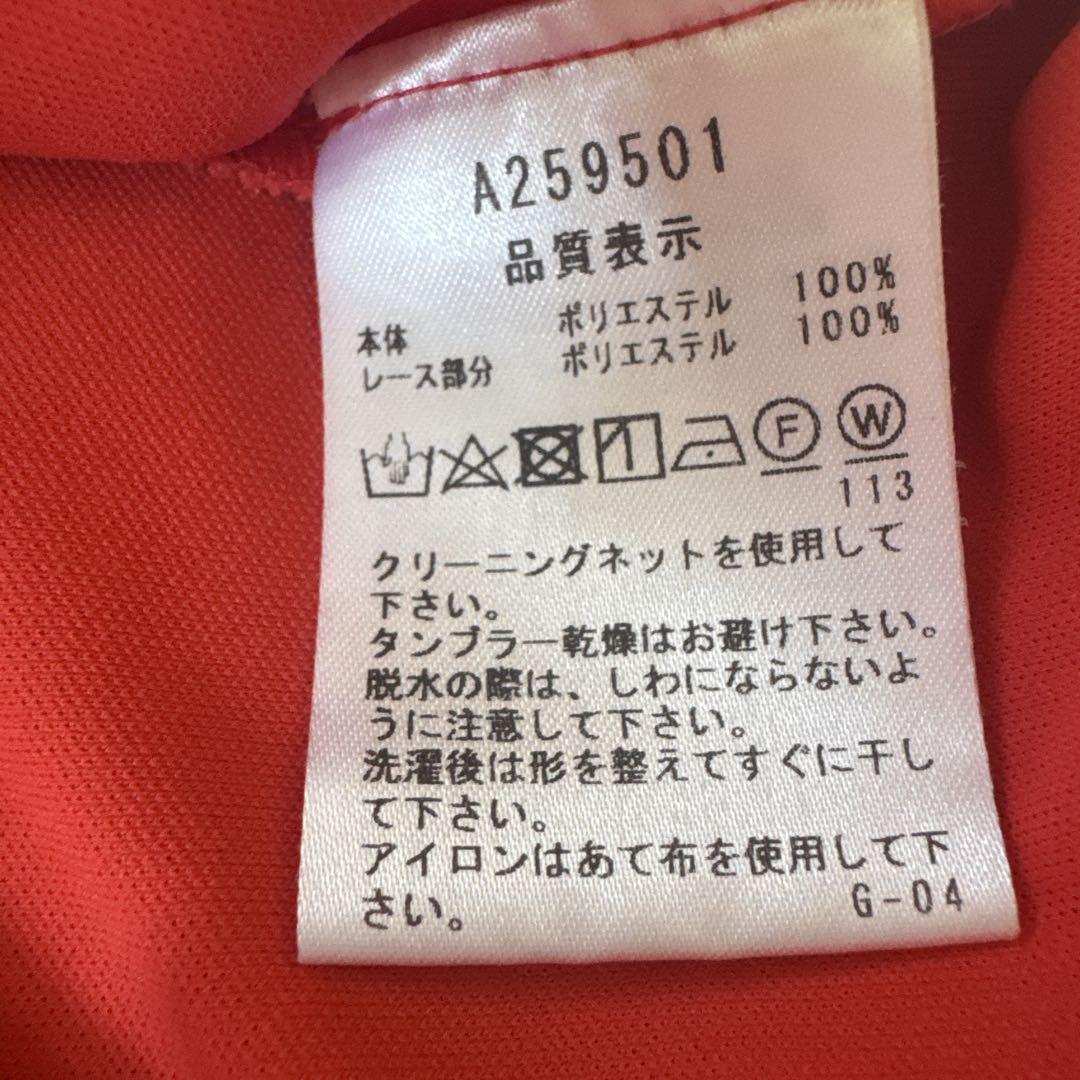 A259501
品質表示
本体 ポリエステル 100%
レース部分 ポリエステル 100%
F W
113
クリーニングネットを使用して
下さい。
タンブラー乾燥はお避け下さい。
脱水の際は、しわにならないよ
うに注意して下さい。
洗濯後は形を整えてすぐに干し
て下さい。
アイロンはあて布を使用して下
さい。
G-04